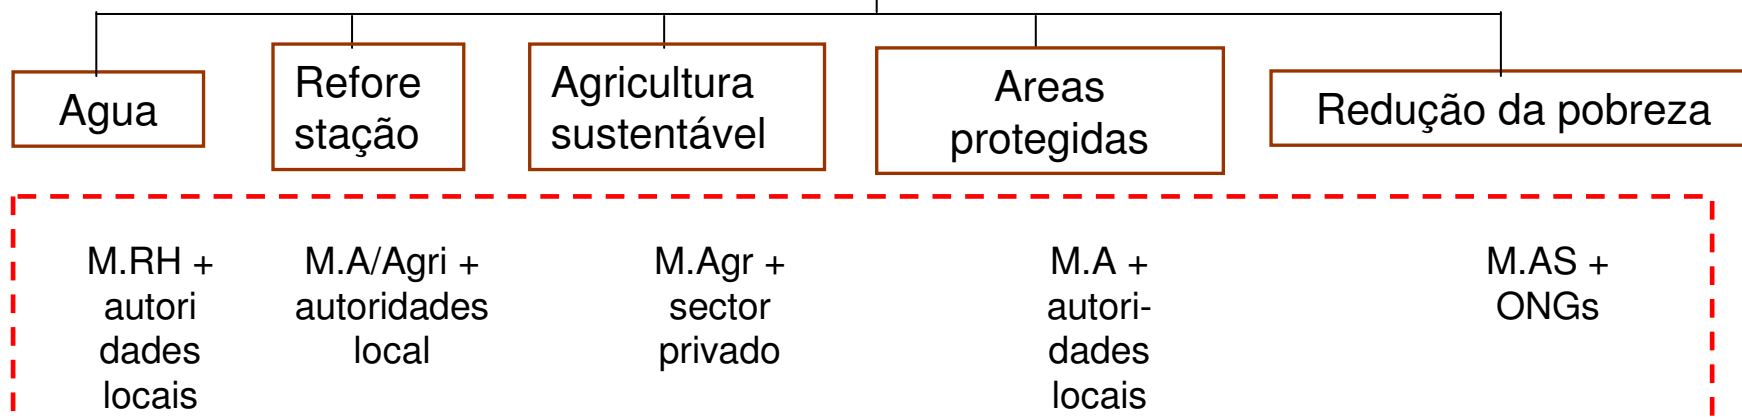 Agua
Refore
stação
Agricultura
sustentável
Areas
protegidas
Redução da pobreza
M.RH +
autori
dades
locais
M.A/Agri +
autoridades
local
M.Agr +
sector
privado
M.A +
autori-
dades
locais
M.AS +
ONGs